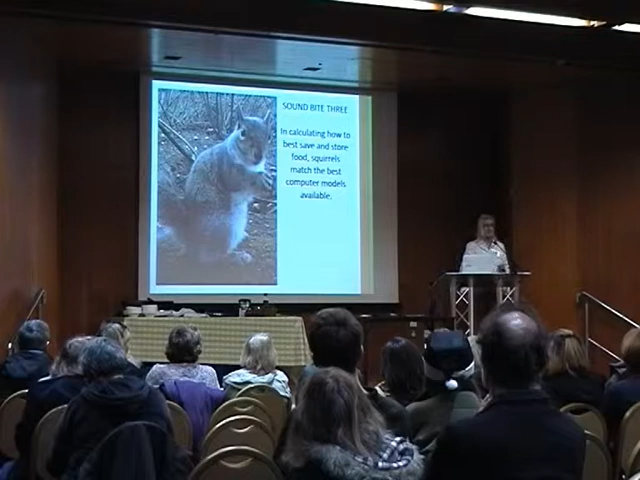 SOUND BITE THREE
In calculating how to
best save and store
food, squirrels
match the best
computer models
available.